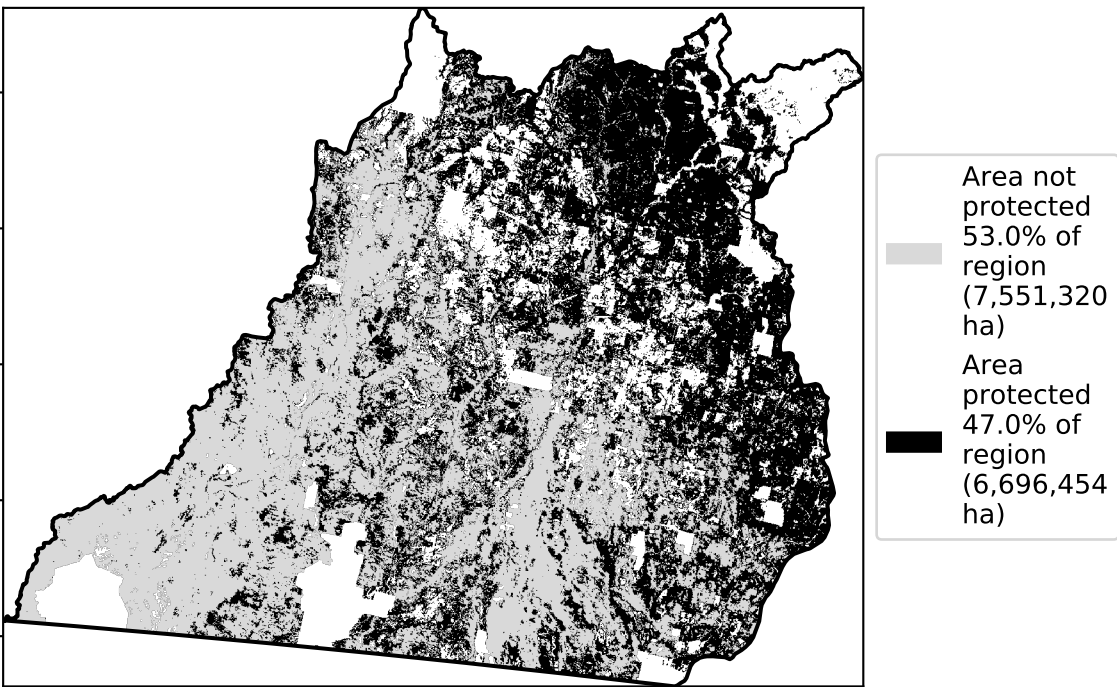 Area not
protected
53.0% of
region
(7,551,320
ha)
Area
protected
47.0% of
region
(6,696,454
ha)